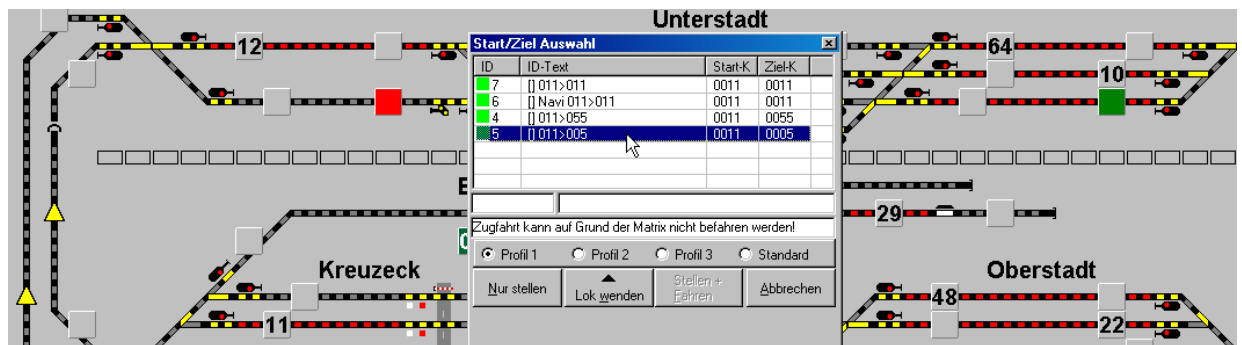 Unterstadt
12
64
10
Start/Ziel Auswahl
ID ID-Text Start-K Ziel-K
7 [] 011>011 0011 0011
6 [] Navi 011>011 0011 0011
4 [] 011>055 0011 0055
5 [] 011>005 0011 0005
29
Zugfahrt kann auf Grund der Matrix nicht befahren werden!
Profil 1 Profil 2 Profil 3 Standard
Kreuzeck
Oberstadt
Nur stellen Lok wenden Stellen + Fahren Abbrechen
48
11
22